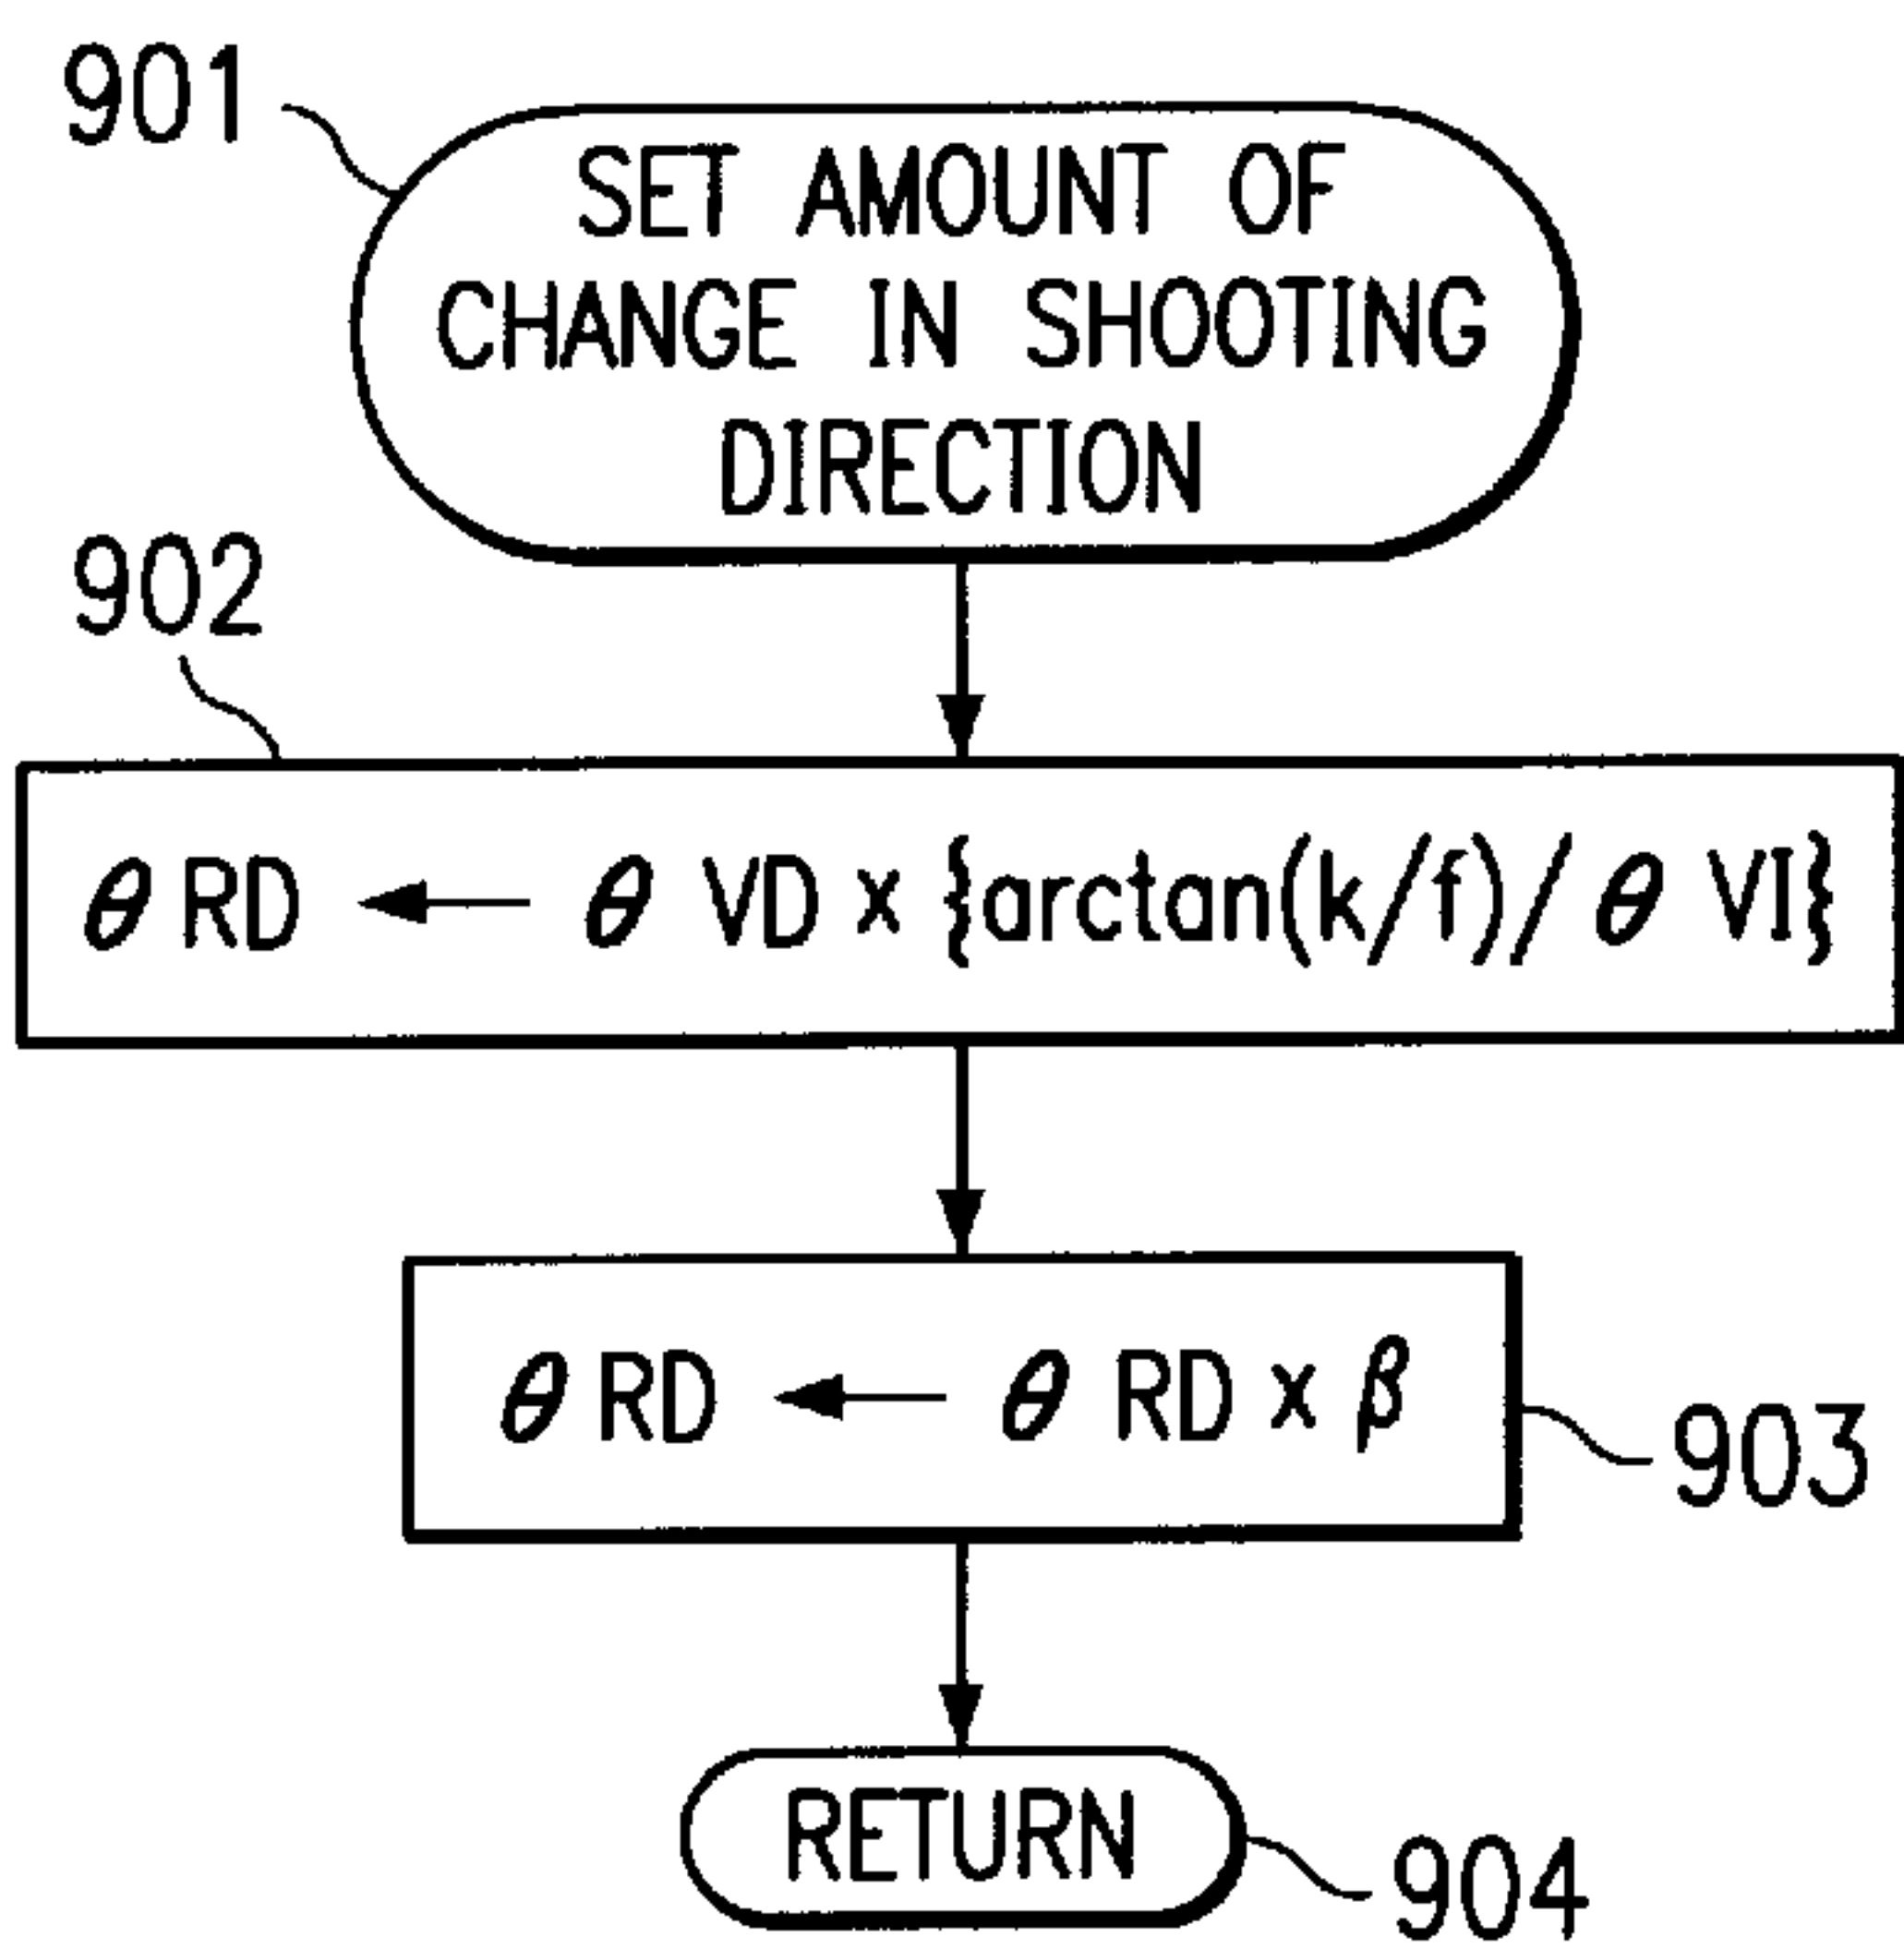 901
SET AMOUNT OF
CHANGE IN SHOOTING
DIRECTION
902
θ RD ← θ VD x {arctan(k/f)/ θ VI}
θ RD ← θ RD x β
903
RETURN
904